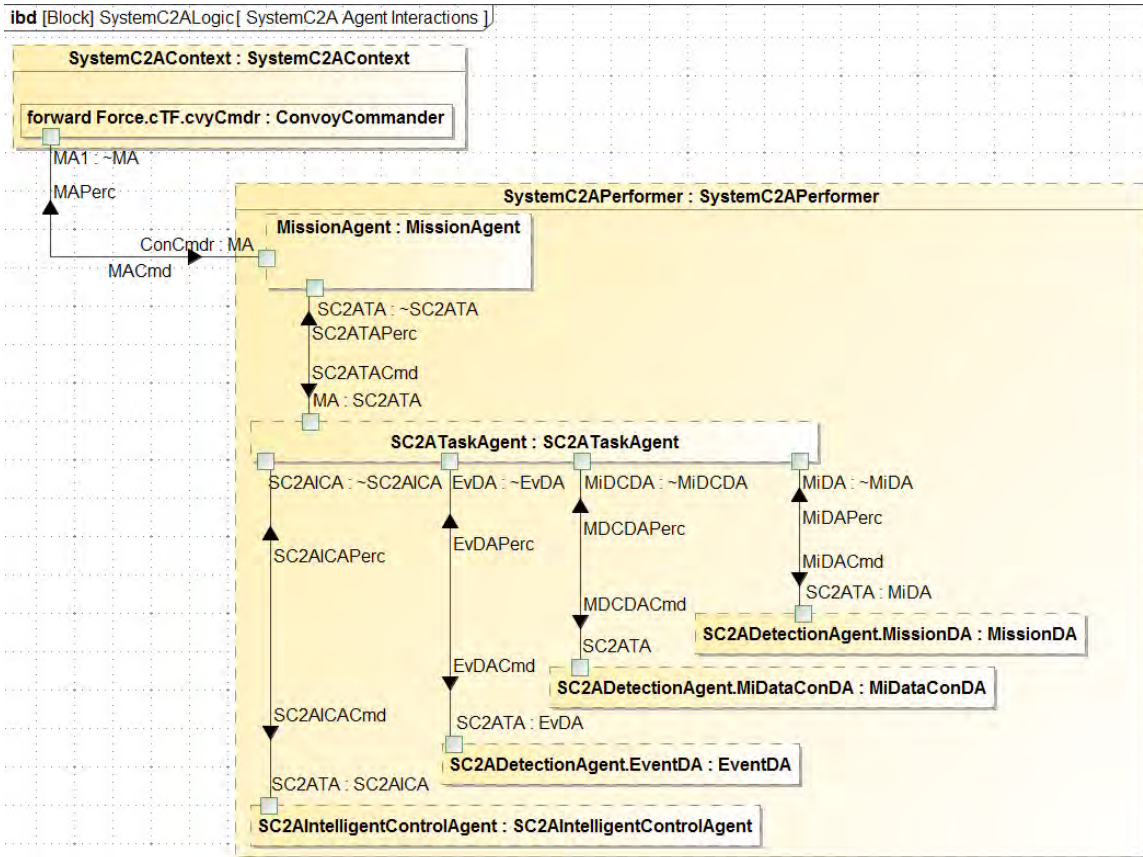 ibd [Block] SystemC2ALogic[ SystemC2A Agent Interactions ]
SystemC2AContext : SystemC2AContext
forward Force.cTF.cvyCmdr : ConvoyCommander
MA1 : ~MA
MAPerc
SystemC2APerformer : SystemC2APerformer
MissionAgent : MissionAgent
ConCmdr : MA
MACmd
SC2ATA : ~SC2ATA
SC2ATAPerc
SC2ATACmd
MA : SC2ATA
SC2ATaskAgent : SC2ATaskAgent
SC2AICA : ~SC2AICA
EvDA : ~EvDA
MiDCDA : ~MiDCDA
MiDA : ~MiDA
MiDAPerc
MDCDAPerc
EvDAPerc
SC2AICAPerc
MiDACmd
SC2ATA : MiDA
MDCDACmd
SC2ADetectionAgent.MissionDA : MissionDA
SC2ATA
EvDACmd
SC2ADetectionAgent.MiDataConDA : MiDataConDA
SC2AICACmd
SC2ATA : EvDA
SC2ADetectionAgent.EventDA : EventDA
SC2ATA : SC2AICA
SC2AIntelligentControlAgent : SC2AIntelligentControlAgent